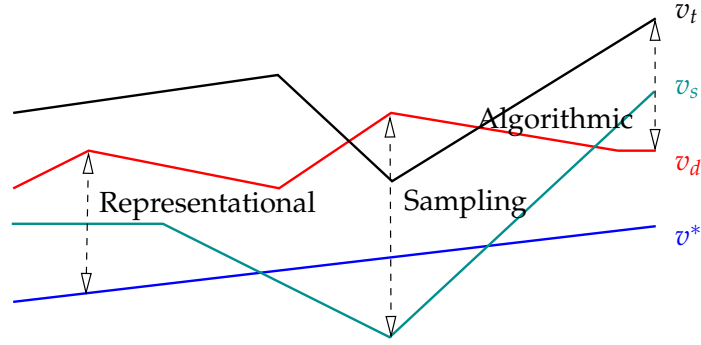 v_t
v_s
Algorithmic
v_d
Representational
Sampling
v*